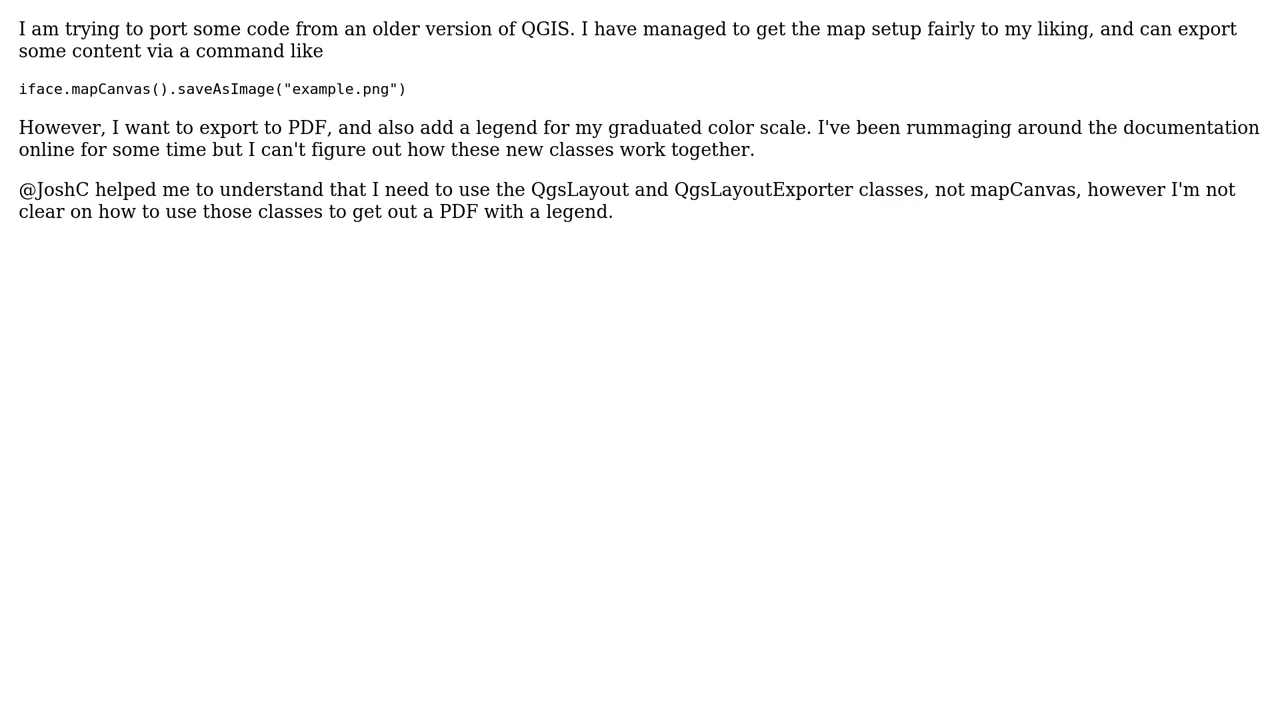 I am trying to port some code from an older version of QGIS. I have managed to get the map setup fairly to my liking, and can export
some content via a command like
iface.mapCanvas().saveAsImage("example.png")
However, I want to export to PDF, and also add a legend for my graduated color scale. I've been rummaging around the documentation
online for some time but I can't figure out how these new classes work together.
@JoshC helped me to understand that I need to use the QgsLayout and QgsLayoutExporter classes, not mapCanvas, however I'm not
clear on how to use those classes to get out a PDF with a legend.